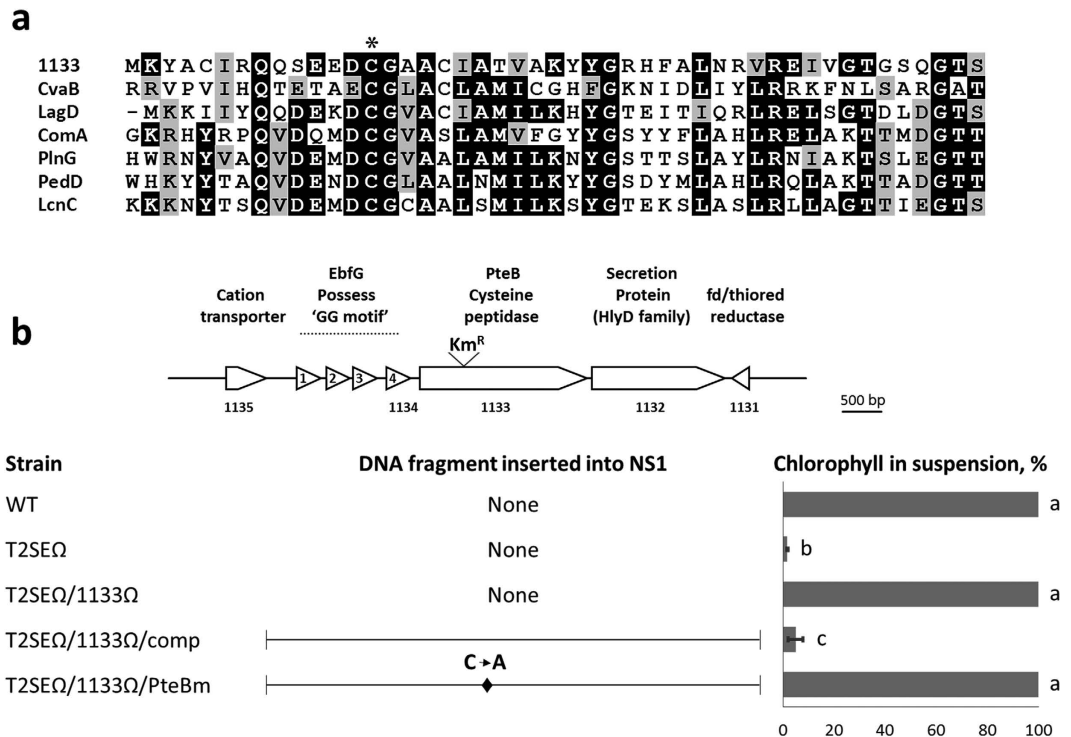 a
*
1133 MKYACIRQQSEEDCGAACIATVAKYYGRHFALNRVREIVGTGSQGTS
CvaB RRVPVIHQTETAECGLACLAMICGHFGKNIDLIYLRRKFNLSARGAT
LagD -MKKIIYQQDEKDCGVACIAMILKHYGTEITIQRLRELSGTDLDGTS
ComA GKRHYRPQVDQMDCGVASLAMVFGYYGSYYFLAHLRELAKTTMDGTT
PlnG HWRNYVAQVDEMDCGVAALAMILKNYGSTTSLAYLRNIAKTSLEGTT
PedD WHKYYTAQVDENDCGLAALNMILKYYGSDYMLAHLRQLAKTTADGTT
LcnC KKKNYTSQVDEMDCGCAALSMILKSYGTEKSLASLRLLAGTTIEGTS
b
Cation
transporter
EbfG
Possess
‘GG motif’
PteB
Cysteine
peptidase
Secretion
Protein
(HlyD family)
fd/thiored
reductase
KmR
1 2 3 4
1135 1134 1133 1132 1131
500 bp
Strain DNA fragment inserted into NS1 Chlorophyll in suspension, %
WT None a
T2SEΩ None b
T2SEΩ/1133Ω None a
T2SEΩ/1133Ω/comp c
C→A
T2SEΩ/1133Ω/PteBm a
0 20 40 60 80 100